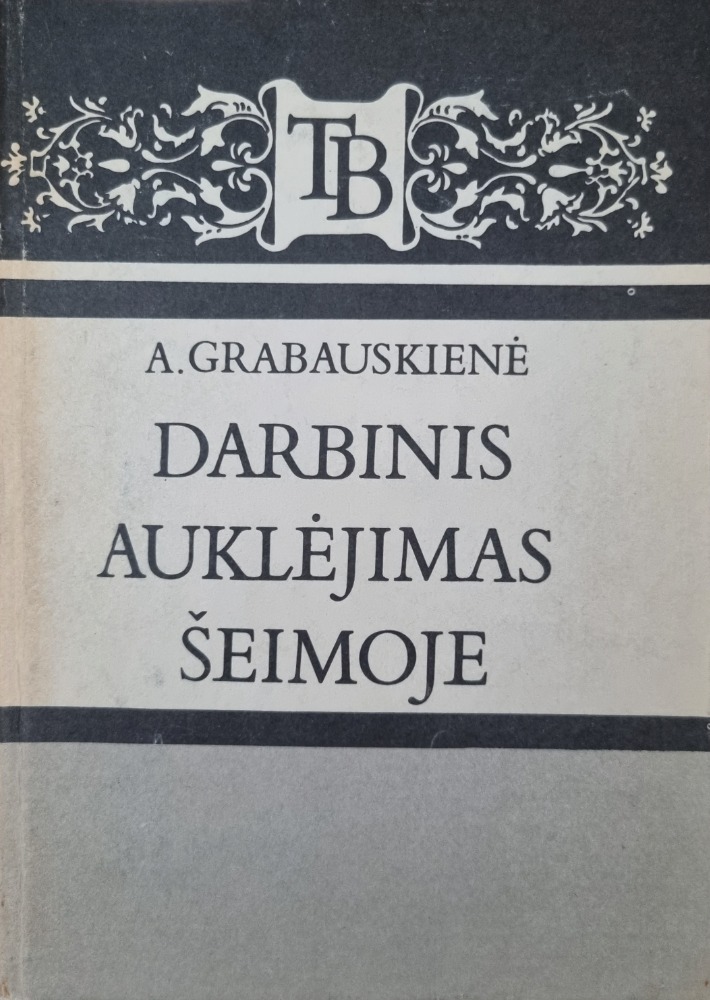 TB
A. GRABAUSKIENĖ
DARBINIS
AUKLĖJIMAS
ŠEIMOJE